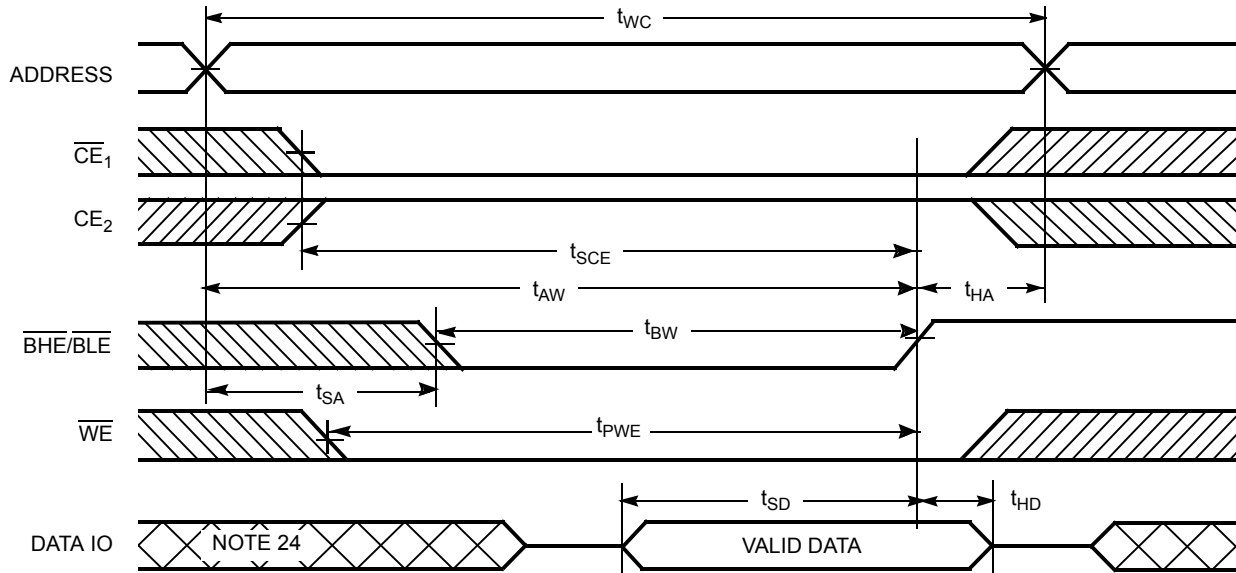 tWC
ADDRESS
CE1
CE2
tSCE
tAW
tHA
BHE/BLE
tBW
tSA
WE
tPWE
tSD
tHD
DATA IO
NOTE 24
VALID DATA